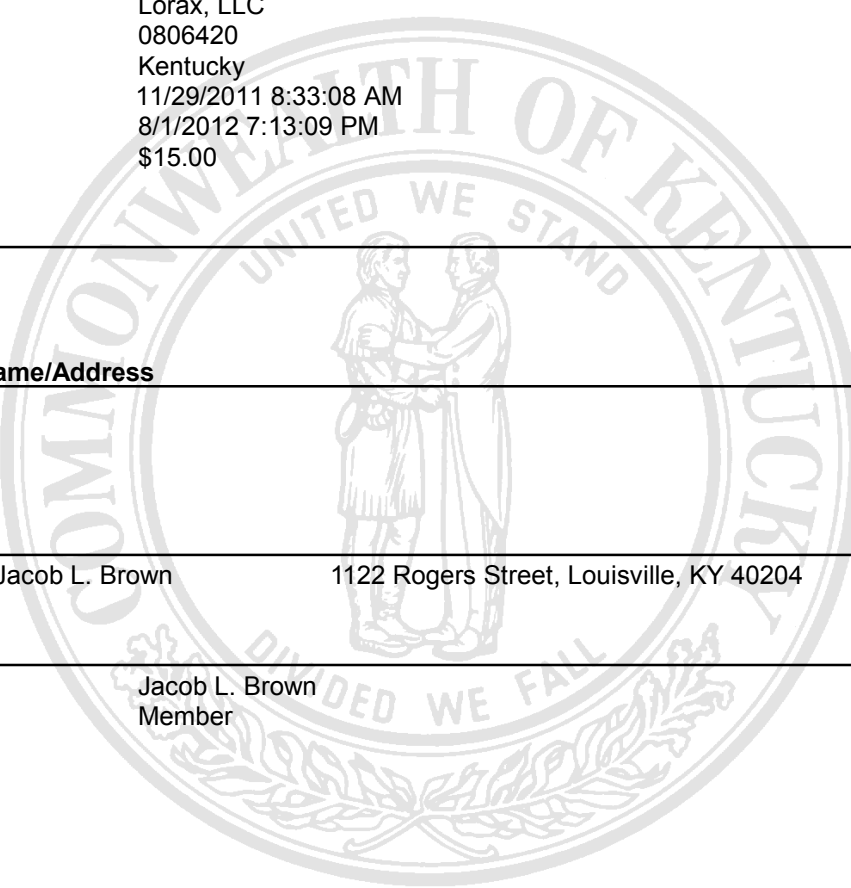 Lorax, LLC
0806420
Kentucky
11/29/2011 8:33:08 AM
8/1/2012 7:13:09 PM
$15.00
COMMONWEALTH OF KENTUCKY
UNITED WE STAND
ame/Address
Jacob L. Brown 1122 Rogers Street, Louisville, KY 40204
DIVIDED WE FALL
Jacob L. Brown
Member